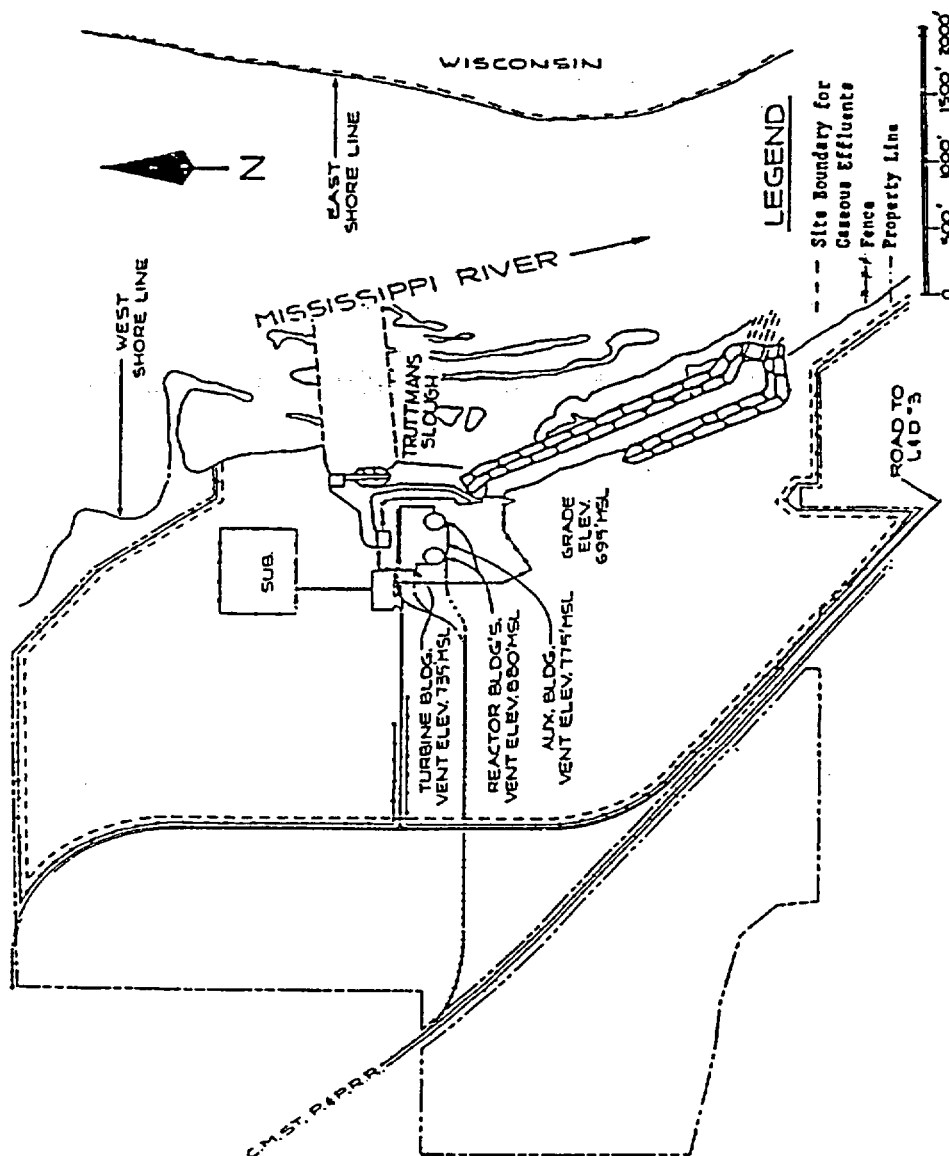 WISCONSIN
EAST
SHORE LINE
N
WEST
SHORE LINE
MISSISSIPPI RIVER
TRUTTMANS
SLOUGH
SUB.
GRADE
ELEV.
695' MSL
TURBINE BLDG.
VENT ELEV. 735' MSL
REACTOR BLDG'S.
VENT ELEV. 880' MSL
AUX. BLDG.
VENT ELEV. 775' MSL
C.M. ST. P. & P. R.R.
ROAD TO
L & D #3
LEGEND
Site Boundary for
Gaseous Effluents
Fence
Property Line
0 500' 1000' 1500' 2000'